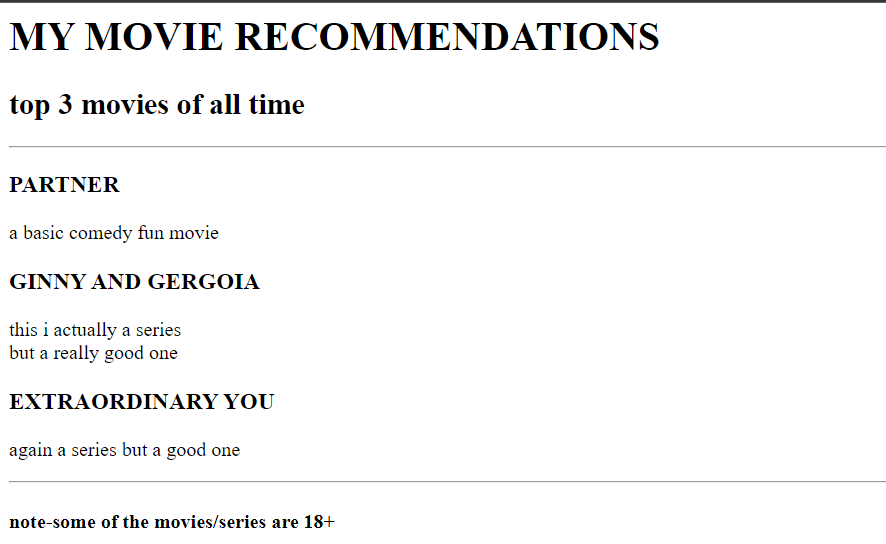 MY MOVIE RECOMMENDATIONS
top 3 movies of all time
PARTNER
a basic comedy fun movie
GINNY AND GERGOIA
this i actually a series
but a really good one
EXTRAORDINARY YOU
again a series but a good one
note-some of the movies/series are 18+